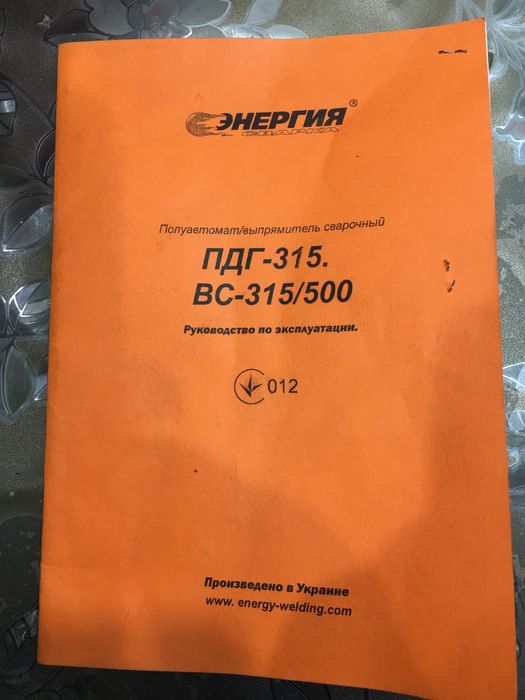 ЭНЕРГИЯ ®
СВАРКА
Полуавтомат/выпрямитель сварочный
ПДГ-315.
ВС-315/500
Руководство по эксплуатации.
012
Произведено в Украине
www. energy-welding.com